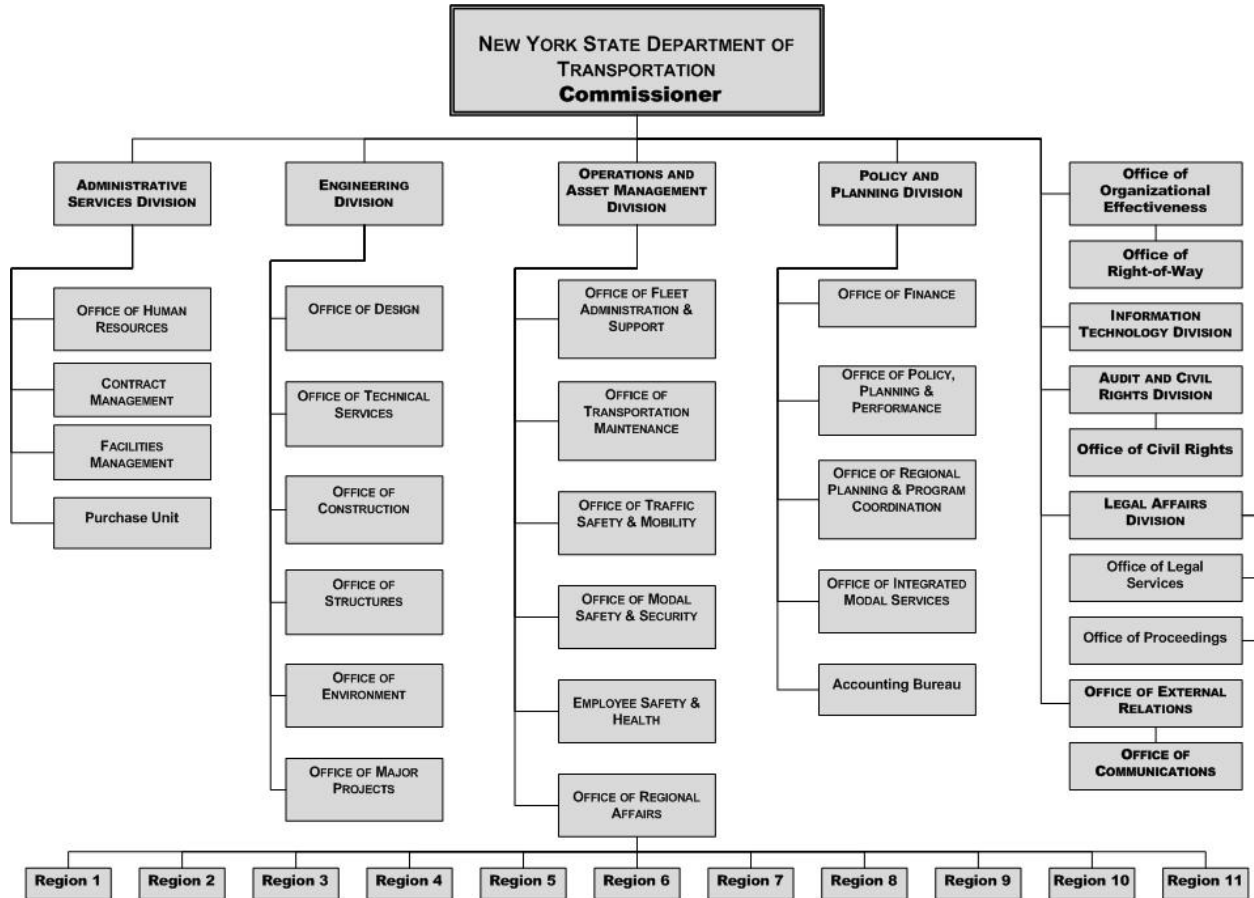 NEW YORK STATE DEPARTMENT OF
TRANSPORTATION
Commissioner
ADMINISTRATIVE
SERVICES DIVISION
OFFICE OF HUMAN
RESOURCES
CONTRACT
MANAGEMENT
FACILITIES
MANAGEMENT
Purchase Unit
ENGINEERING
DIVISION
OFFICE OF DESIGN
OFFICE OF TECHNICAL
SERVICES
OFFICE OF
CONSTRUCTION
OFFICE OF
STRUCTURES
OFFICE OF
ENVIRONMENT
OFFICE OF MAJOR
PROJECTS
OPERATIONS AND
ASSET MANAGEMENT
DIVISION
OFFICE OF FLEET
ADMINISTRATION &
SUPPORT
OFFICE OF
TRANSPORTATION
MAINTENANCE
OFFICE OF TRAFFIC
SAFETY & MOBILITY
OFFICE OF MODAL
SAFETY & SECURITY
EMPLOYEE SAFETY &
HEALTH
OFFICE OF REGIONAL
AFFAIRS
POLICY AND
PLANNING DIVISION
OFFICE OF FINANCE
OFFICE OF POLICY,
PLANNING &
PERFORMANCE
OFFICE OF REGIONAL
PLANNING & PROGRAM
COORDINATION
OFFICE OF INTEGRATED
MODAL SERVICES
Accounting Bureau
Office of
Organizational
Effectiveness
Office of
Right-of-Way
INFORMATION
TECHNOLOGY DIVISION
AUDIT AND CIVIL
RIGHTS DIVISION
Office of Civil Rights
LEGAL AFFAIRS
DIVISION
Office of Legal
Services
Office of Proceedings
OFFICE OF EXTERNAL
RELATIONS
OFFICE OF
COMMUNICATIONS
Region 1
Region 2
Region 3
Region 4
Region 5
Region 6
Region 7
Region 8
Region 9
Region 10
Region 11